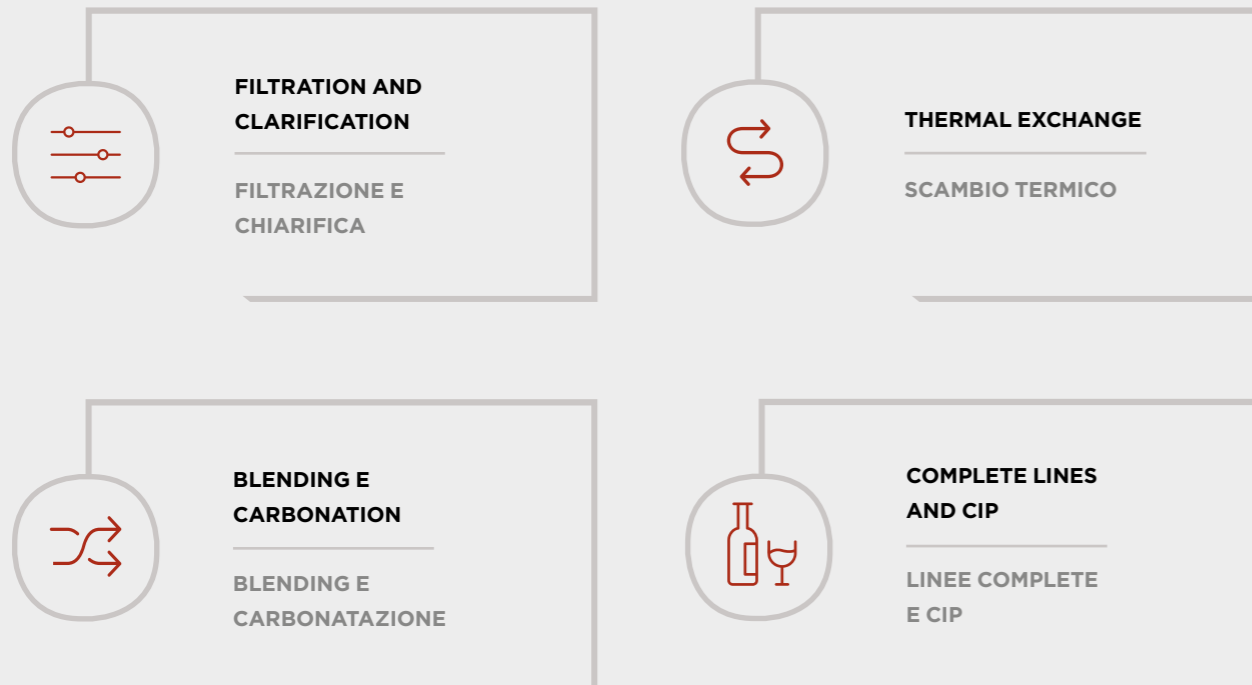 FILTRATION AND
CLARIFICATION
FILTRAZIONE E
CHIARIFICA
THERMAL EXCHANGE
SCAMBIO TERMICO
BLENDING E
CARBONATION
BLENDING E
CARBONATAZIONE
COMPLETE LINES
AND CIP
LINEE COMPLETE
E CIP